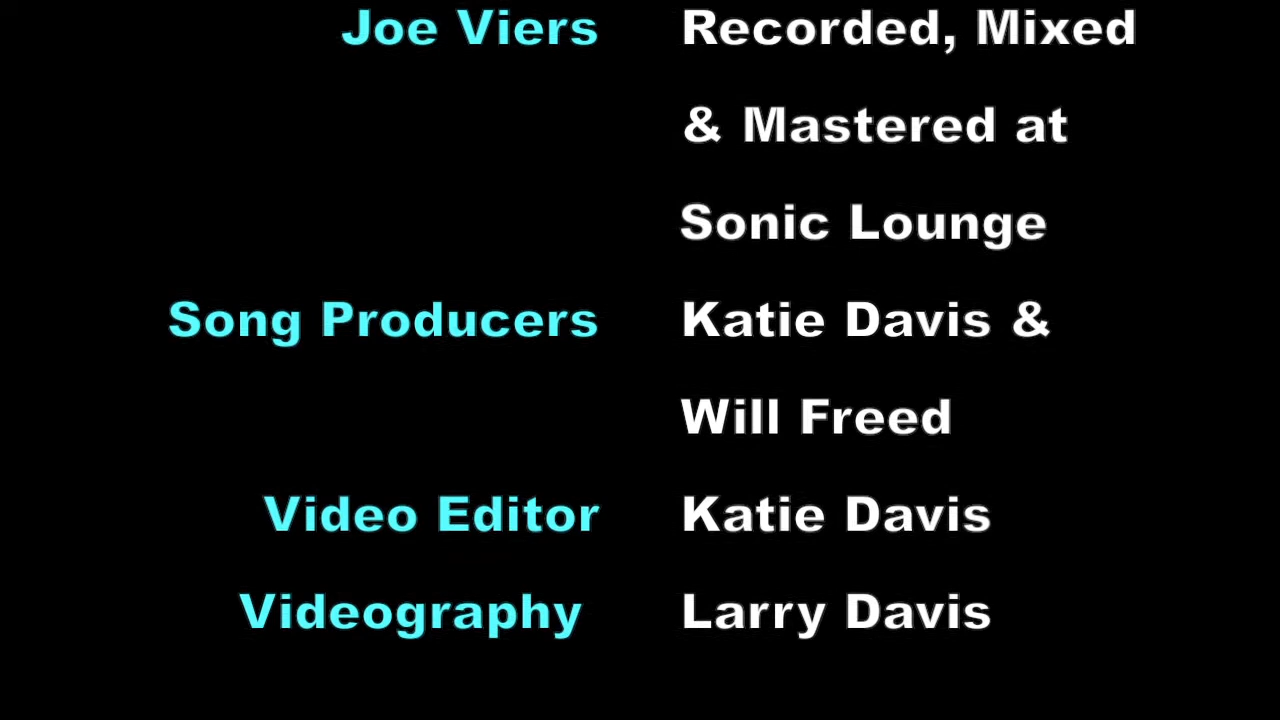 Joe Viers Recorded, Mixed
& Mastered at
Sonic Lounge
Song Producers Katie Davis &
Will Freed
Video Editor Katie Davis
Videography Larry Davis